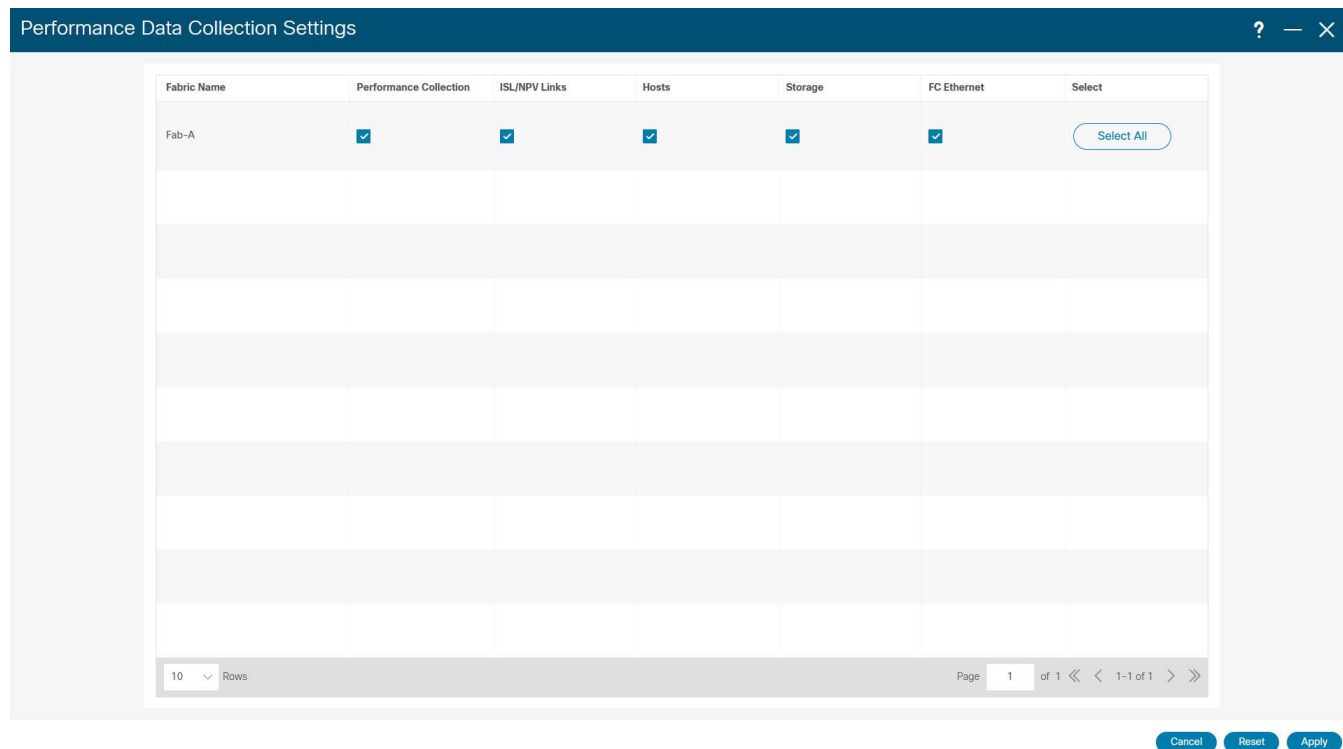 Performance Data Collection Settings ? — ✕
Fabric Name Performance Collection ISL/NPV Links Hosts Storage FC Ethernet Select
Fab-A Select All
10 Rows Page 1 of 1 1-1 of 1
Cancel Reset Apply